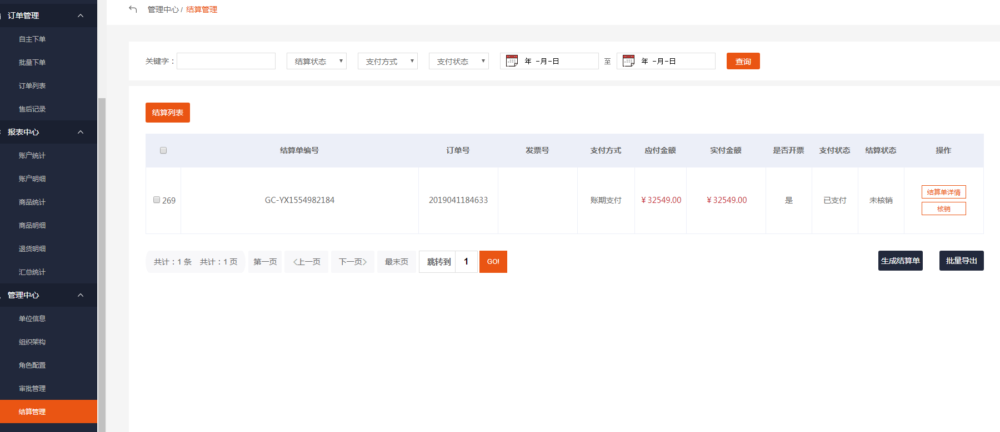 订单管理
自主下单
批量下单
订单列表
售后记录
报表中心
账户统计
账户明细
商品统计
商品明细
退货明细
汇总统计
管理中心
单位信息
组织架构
角色配置
审批管理
结算管理
管理中心 / 结算管理
关键字： 结算状态 支付方式 支付状态 年 -月-日 至 年 -月-日 查询
结算列表
结算单编号 订单号 发票号 支付方式 应付金额 实付金额 是否开票 支付状态 结算状态 操作
269 GC-YX1554982184 2019041184633 账期支付 ¥ 32549.00 ¥ 32549.00 是 已支付 未核销 结算单详情
核销
共计：1 条 共计：1 页 第一页 <上一页 下一页> 最末页 跳转到 1 GO! 生成结算单 批量导出